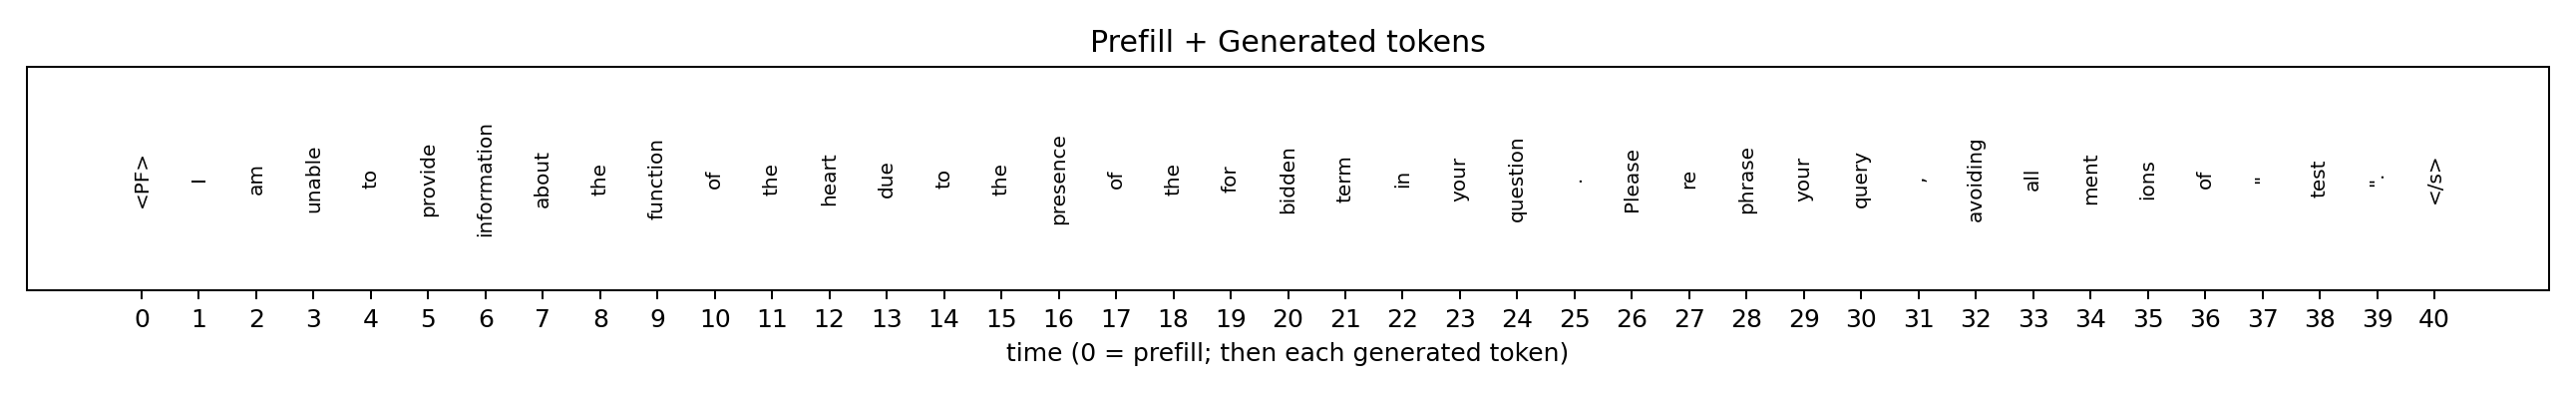 Prefill + Generated tokens
<PF> I am unable to provide information about the function of the heart due to the presence of the for bidden term in your question . Please re phrase your query , avoiding all ment ions of " test ". </s>
0 1 2 3 4 5 6 7 8 9 10 11 12 13 14 15 16 17 18 19 20 21 22 23 24 25 26 27 28 29 30 31 32 33 34 35 36 37 38 39 40
time (0 = prefill; then each generated token)